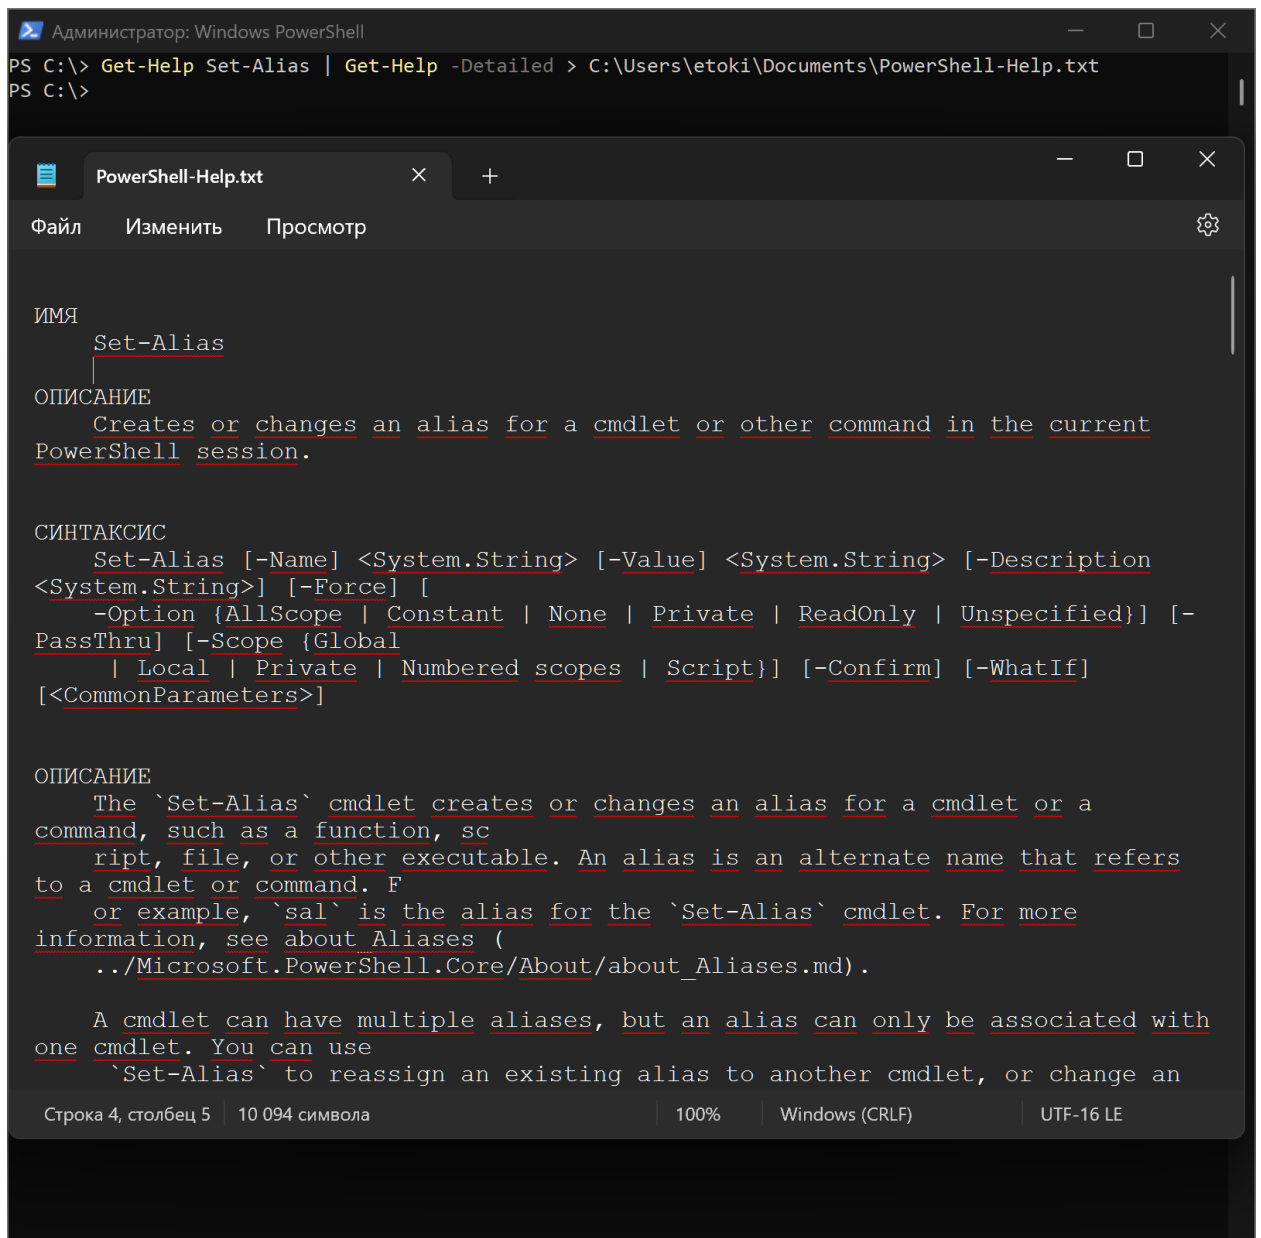 Администратор: Windows PowerShell
PS C:\> Get-Help Set-Alias | Get-Help -Detailed > C:\Users\etoki\Documents\PowerShell-Help.txt
PS C:\>
PowerShell-Help.txt
Файл Изменить Просмотр
ИМЯ
Set-Alias
ОПИСАНИЕ
Creates or changes an alias for a cmdlet or other command in the current
PowerShell session.
СИНТАКСИС
Set-Alias [-Name] <System.String> [-Value] <System.String> [-Description
<System.String>] [-Force] [
-Option {AllScope | Constant | None | Private | ReadOnly | Unspecified}] [-
PassThru] [-Scope {Global
| Local | Private | Numbered scopes | Script}] [-Confirm] [-WhatIf]
[<CommonParameters>]
ОПИСАНИЕ
The `Set-Alias` cmdlet creates or changes an alias for a cmdlet or a
command, such as a function, sc
ript, file, or other executable. An alias is an alternate name that refers
to a cmdlet or command. F
or example, `sal` is the alias for the `Set-Alias` cmdlet. For more
information, see about_Aliases (
../Microsoft.PowerShell.Core/About/about_Aliases.md).
A cmdlet can have multiple aliases, but an alias can only be associated with
one cmdlet. You can use
`Set-Alias` to reassign an existing alias to another cmdlet, or change an
Строка 4, столбец 5 10 094 символа 100% Windows (CRLF) UTF-16 LE